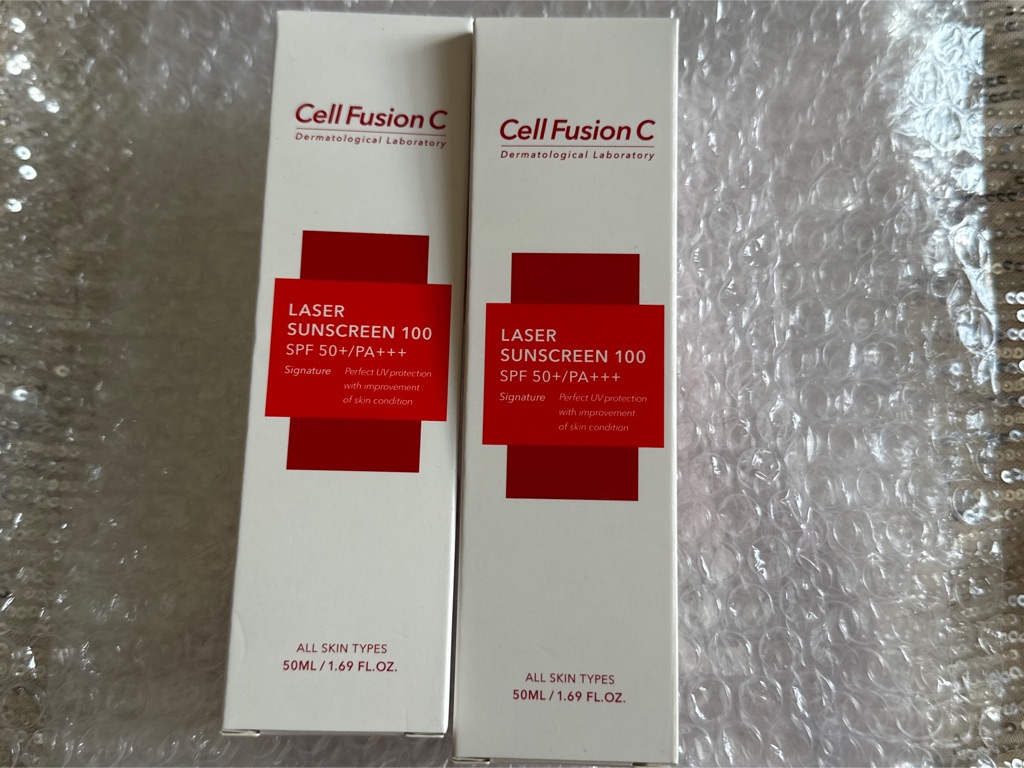 Cell Fusion C
Dermatological Laboratory
LASER
SUNSCREEN 100
SPF 50+/PA+++
Signature Perfect UV protection
with improvement
of skin condition
ALL SKIN TYPES
50ML / 1.69 FL.OZ.
Cell Fusion C
Dermatological Laboratory
LASER
SUNSCREEN 100
SPF 50+/PA+++
Signature Perfect UV protection
with improvement
of skin condition
ALL SKIN TYPES
50ML / 1.69 FL.OZ.